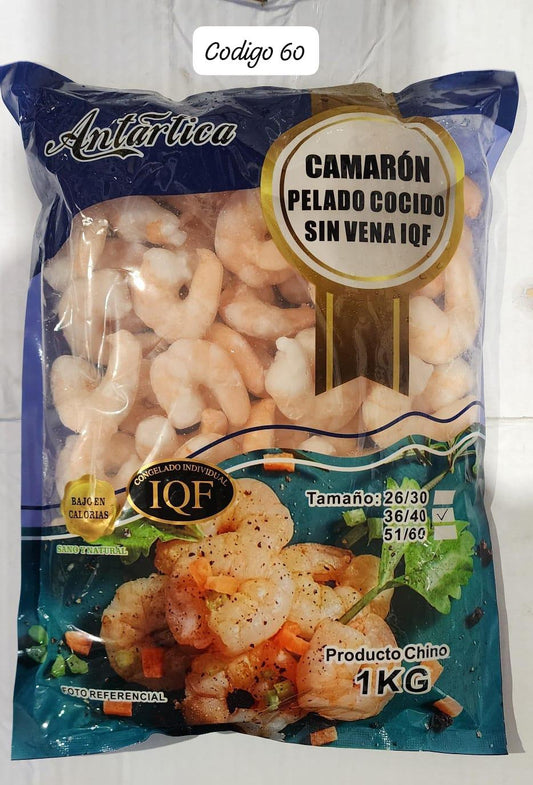 Codigo 60
Antártica
CAMARÓN
PELADO COCIDO
SIN VENA IQF
CONGELADO INDIVIDUAL
IQF
BAJO EN
CALORIAS
SANO Y NATURAL
Tamaño: 26/30
36/40 ✓
51/60
Producto Chino
1KG
FOTO REFERENCIAL